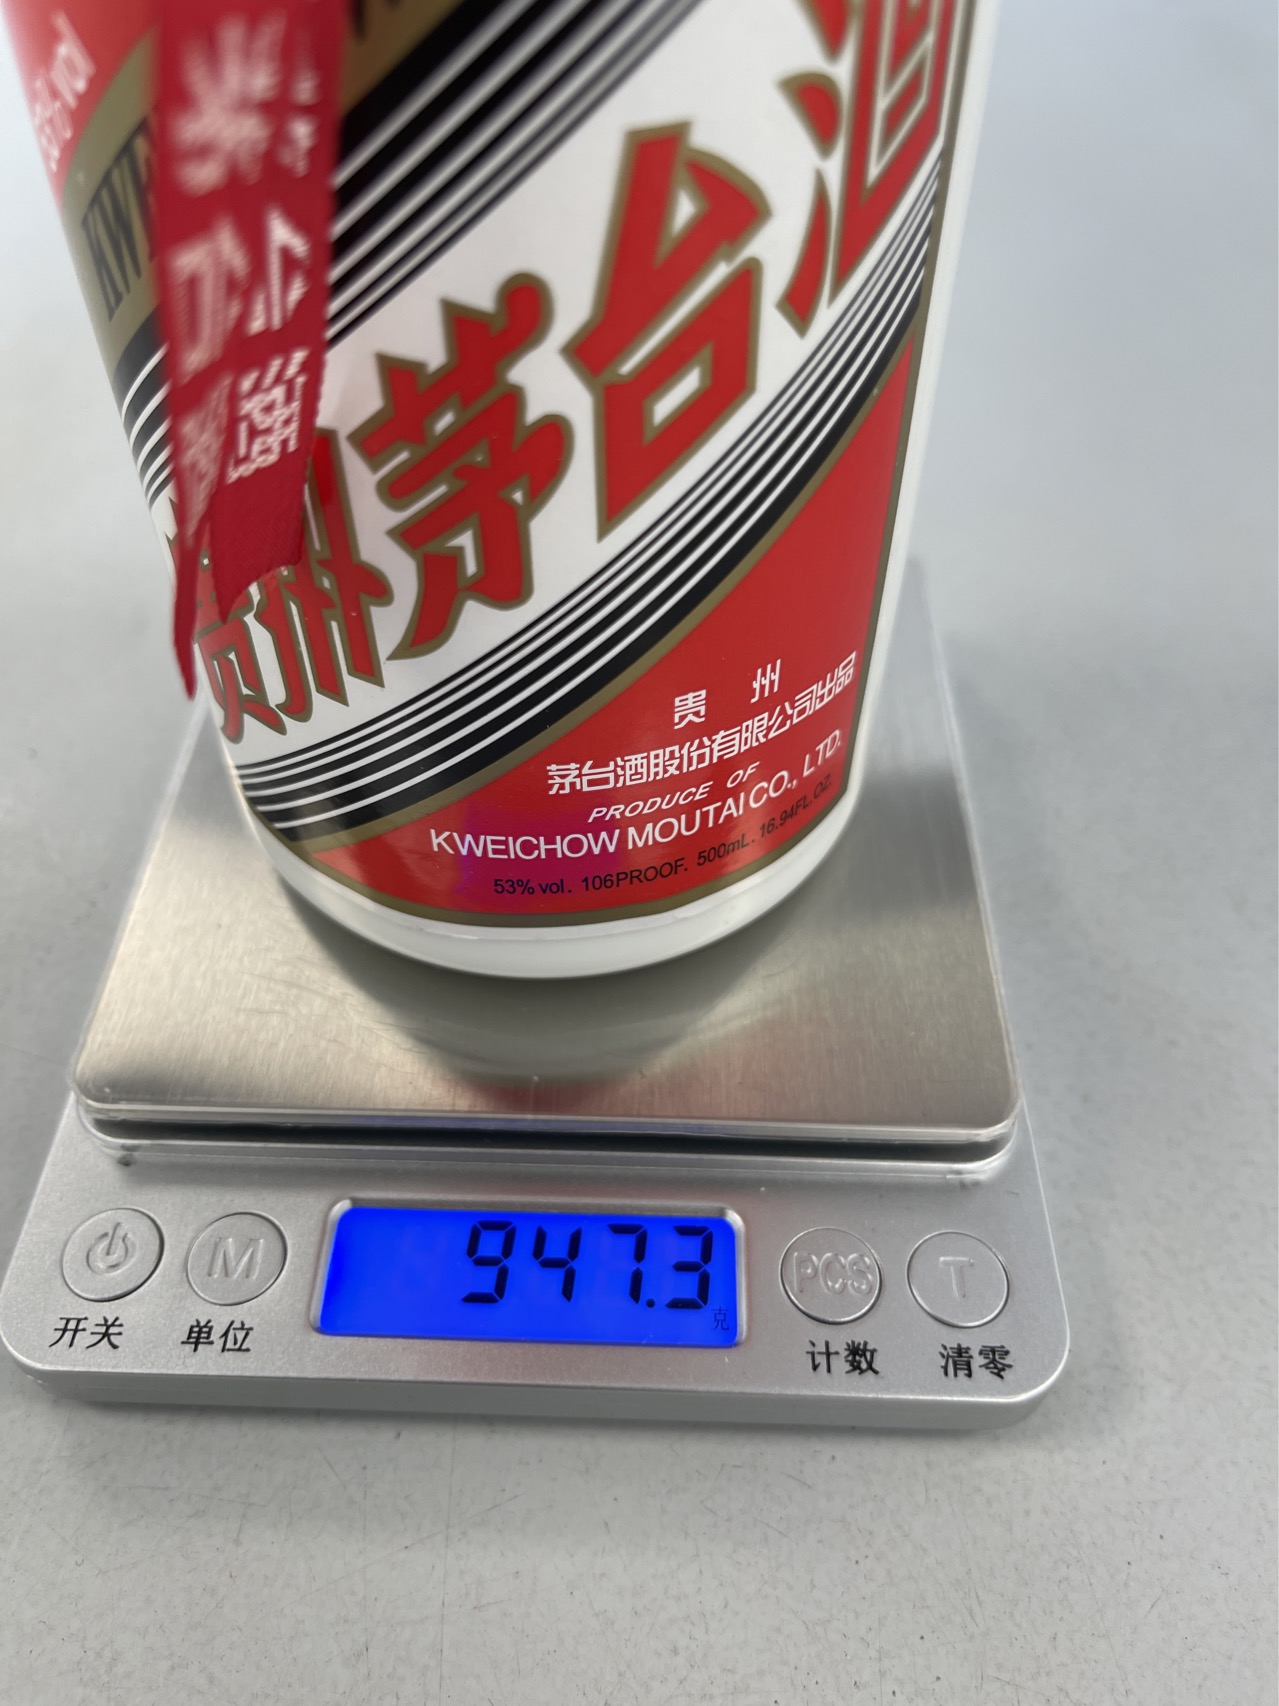 贵州茅台酒
贵 州
茅台酒股份有限公司出品
PRODUCE OF
KWEICHOW MOUTAI CO., LTD.
53% vol. 106PROOF. 500mL. 16.94FL.OZ.
947.3
克
M
PCS
T
开关
单位
计数
清零